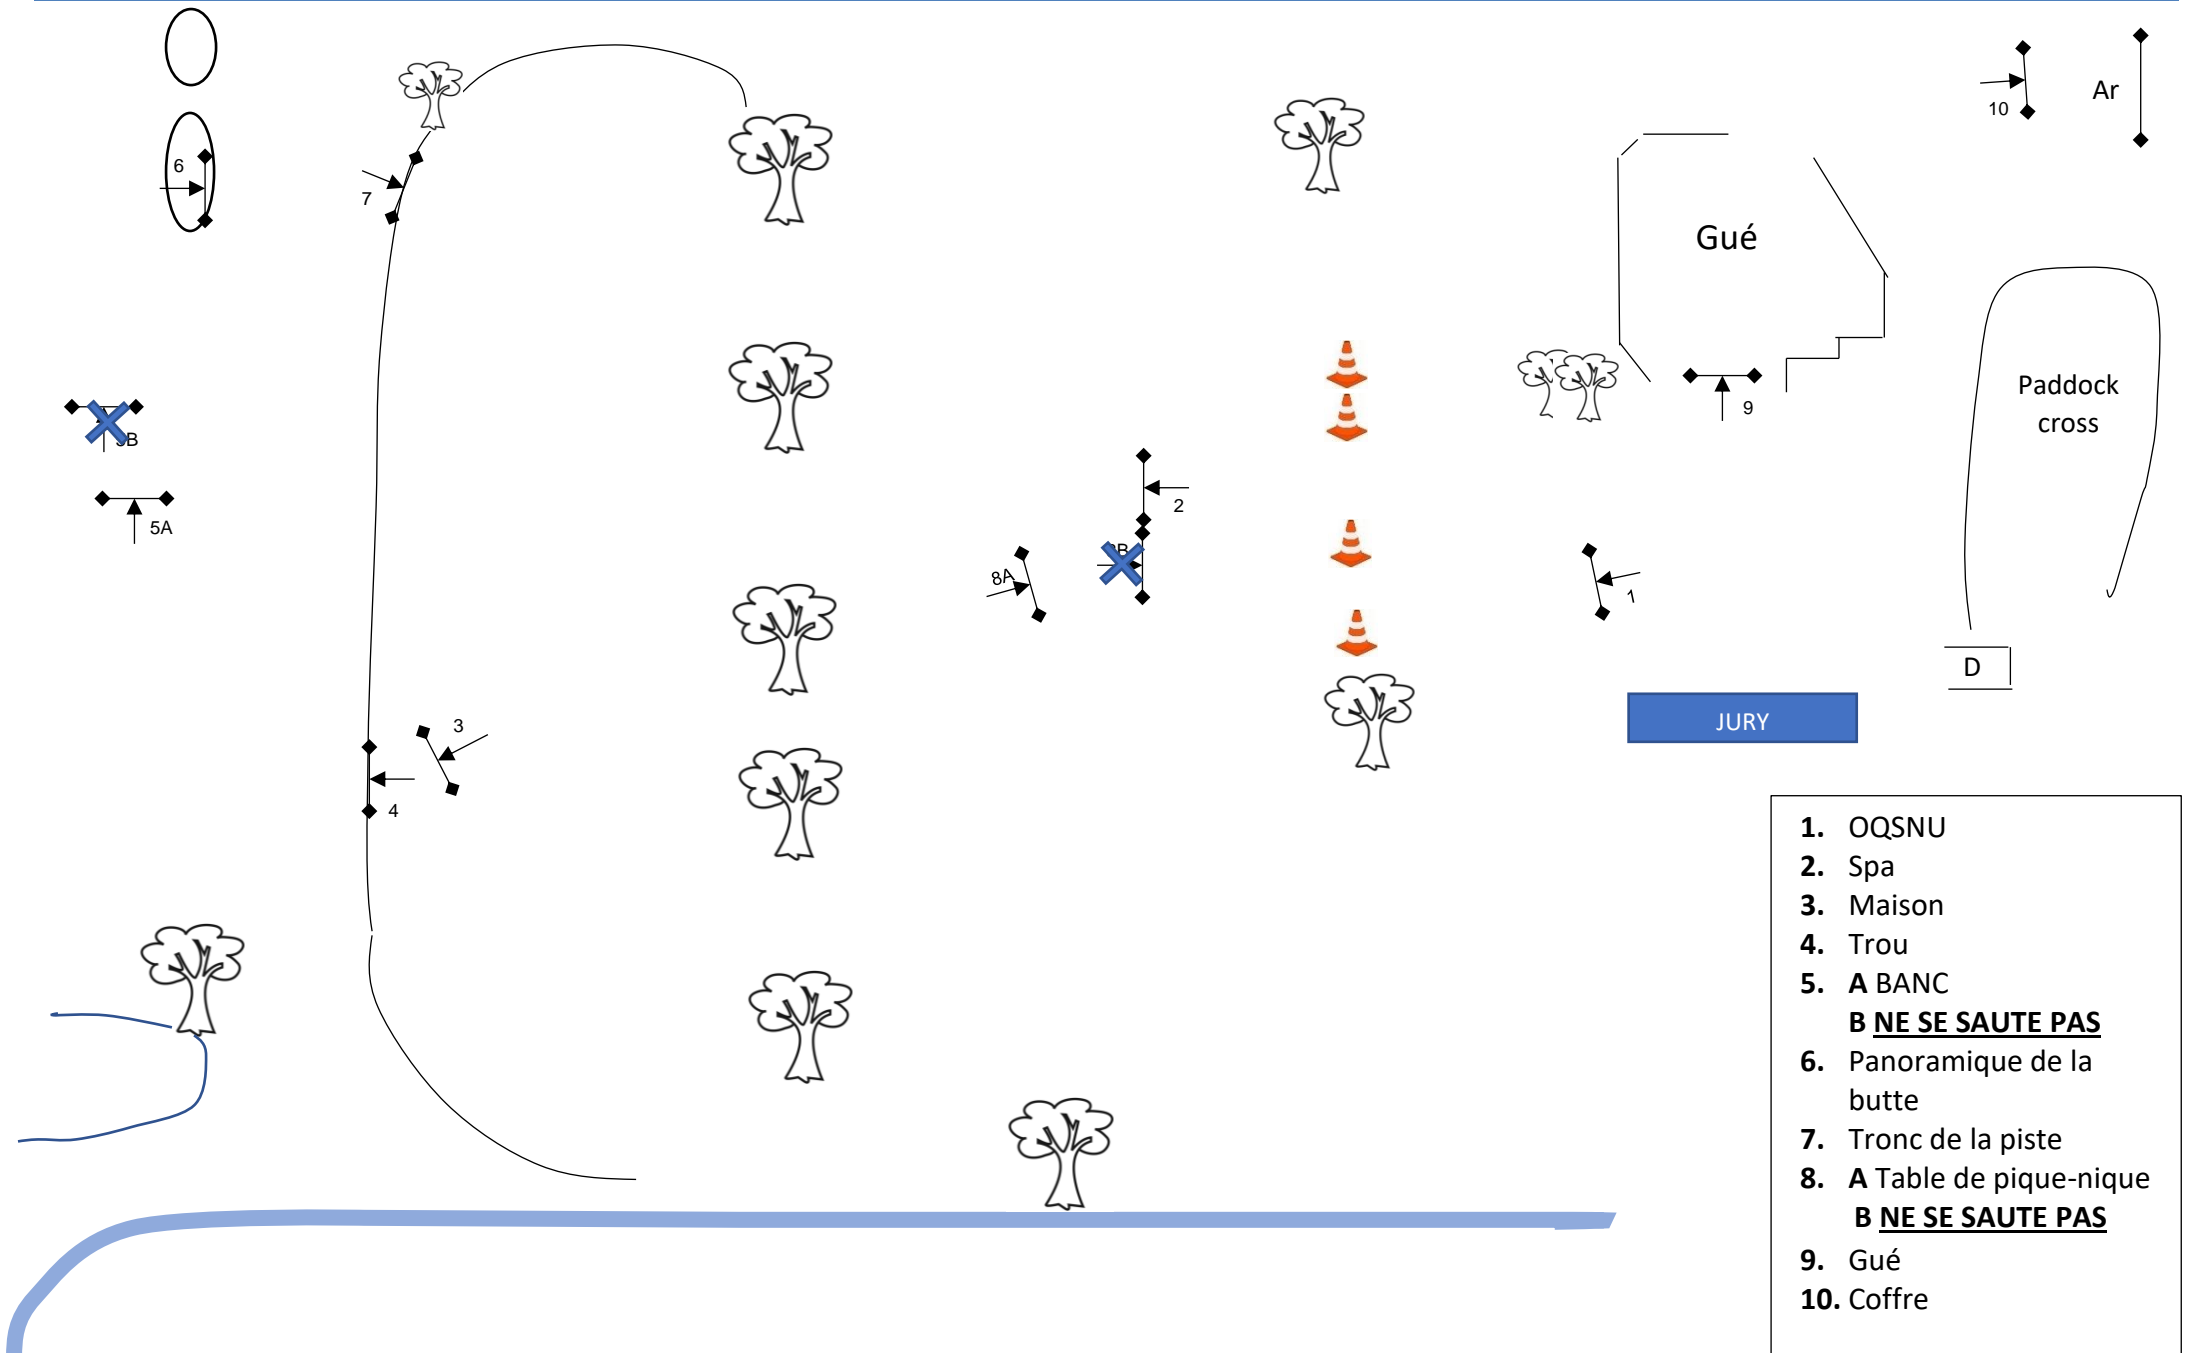 10
Ar
6
7
Gué
Paddock
cross
9
5A
2
8A
1
D
3
JURY
4
1. OQSNU
2. Spa
3. Maison
4. Trou
5. A BANC
B NE SE SAUTE PAS
6. Panoramique de la
butte
7. Tronc de la piste
8. A Table de pique-nique
B NE SE SAUTE PAS
9. Gué
10. Coffre